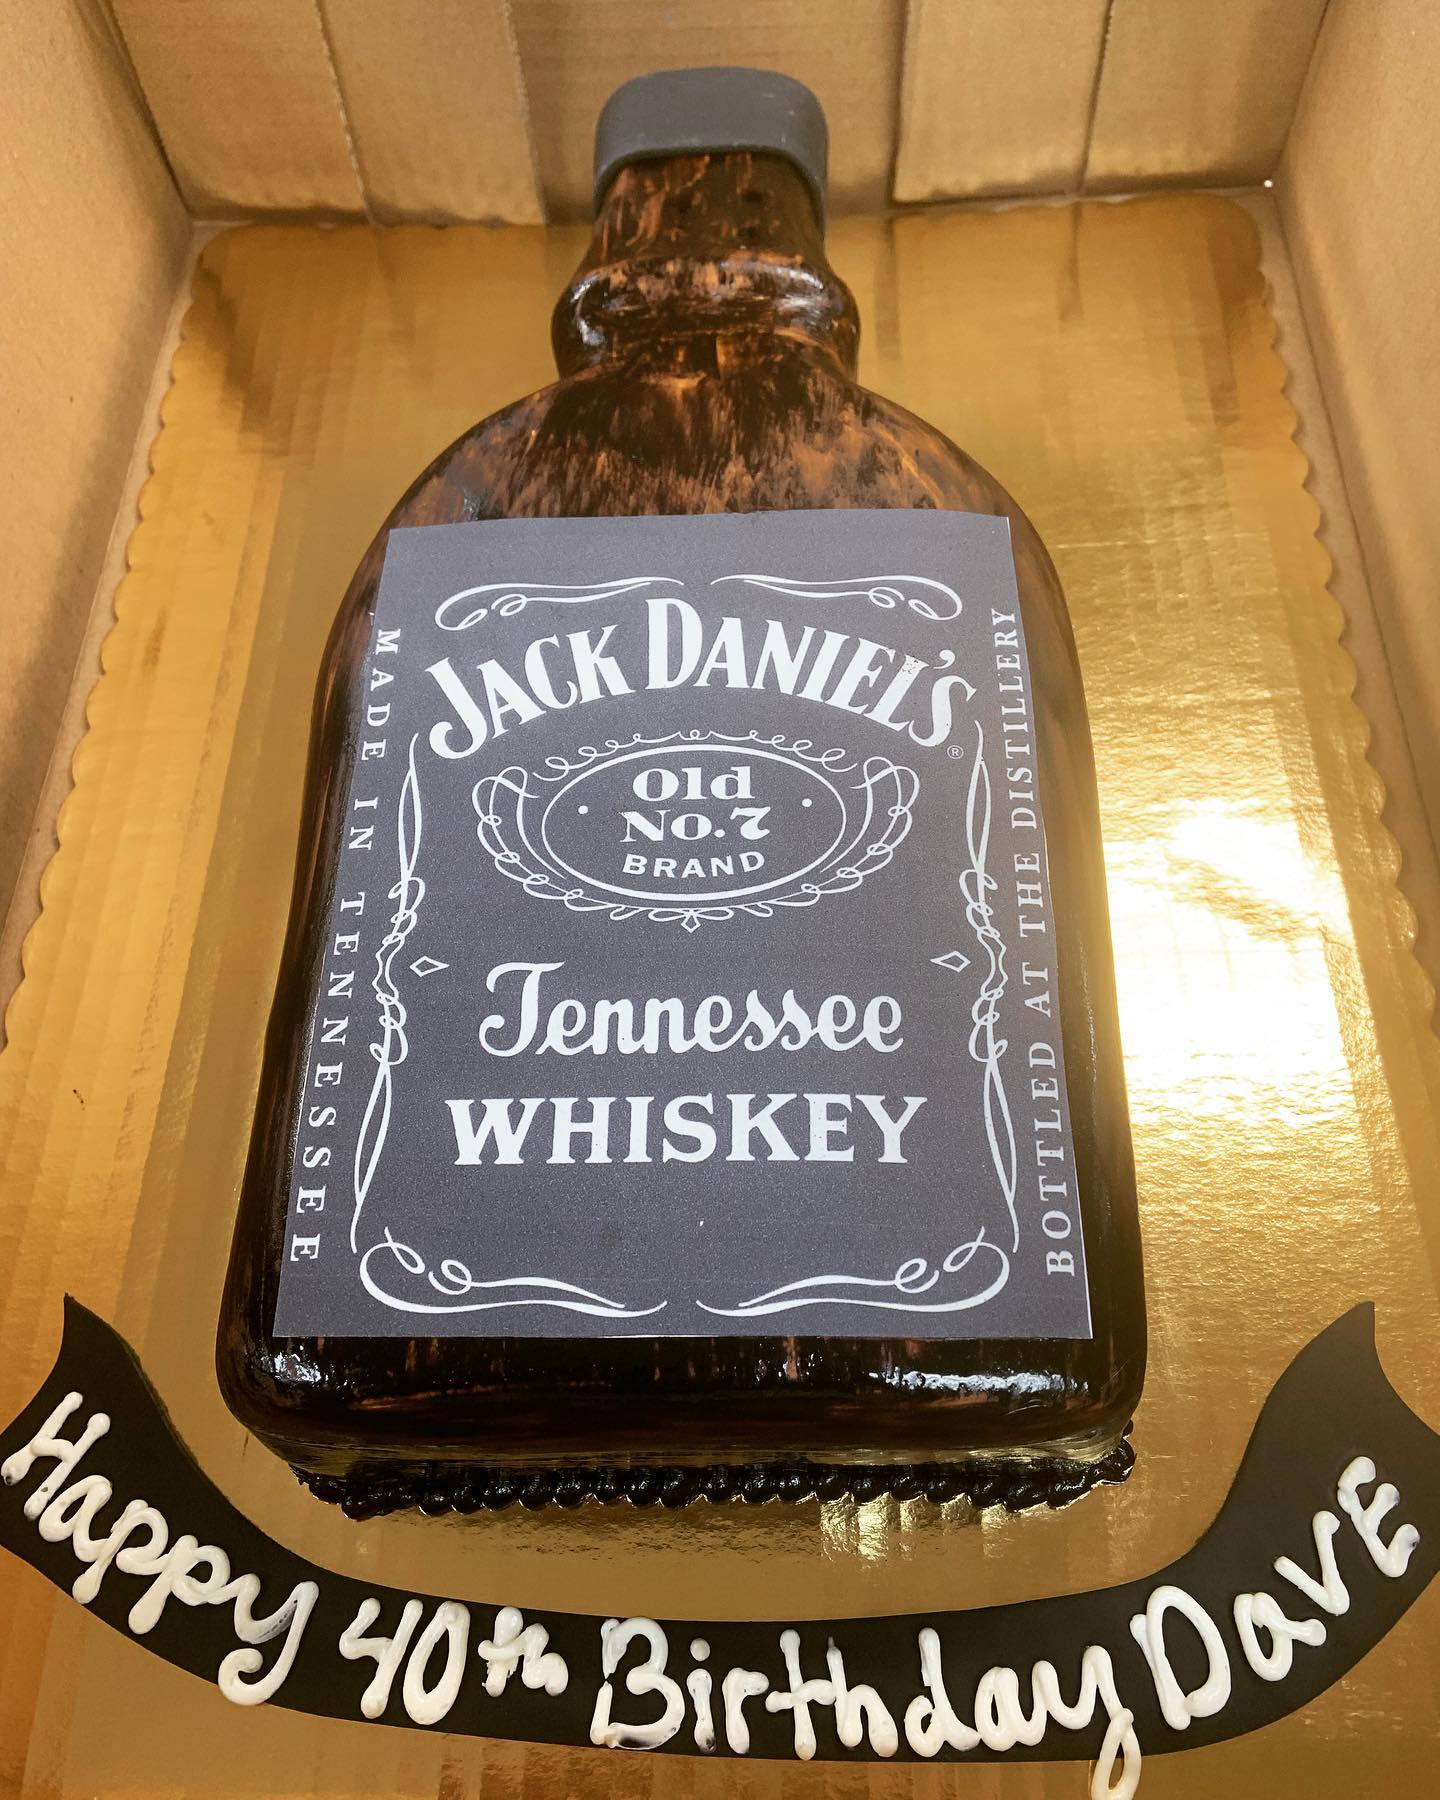 JACK DANIEL'S ®
Old
No. 7
BRAND
Tennessee
WHISKEY
MADE IN TENNESSEE
BOTTLED AT THE DISTILLERY
Happy 40th Birthday Dave